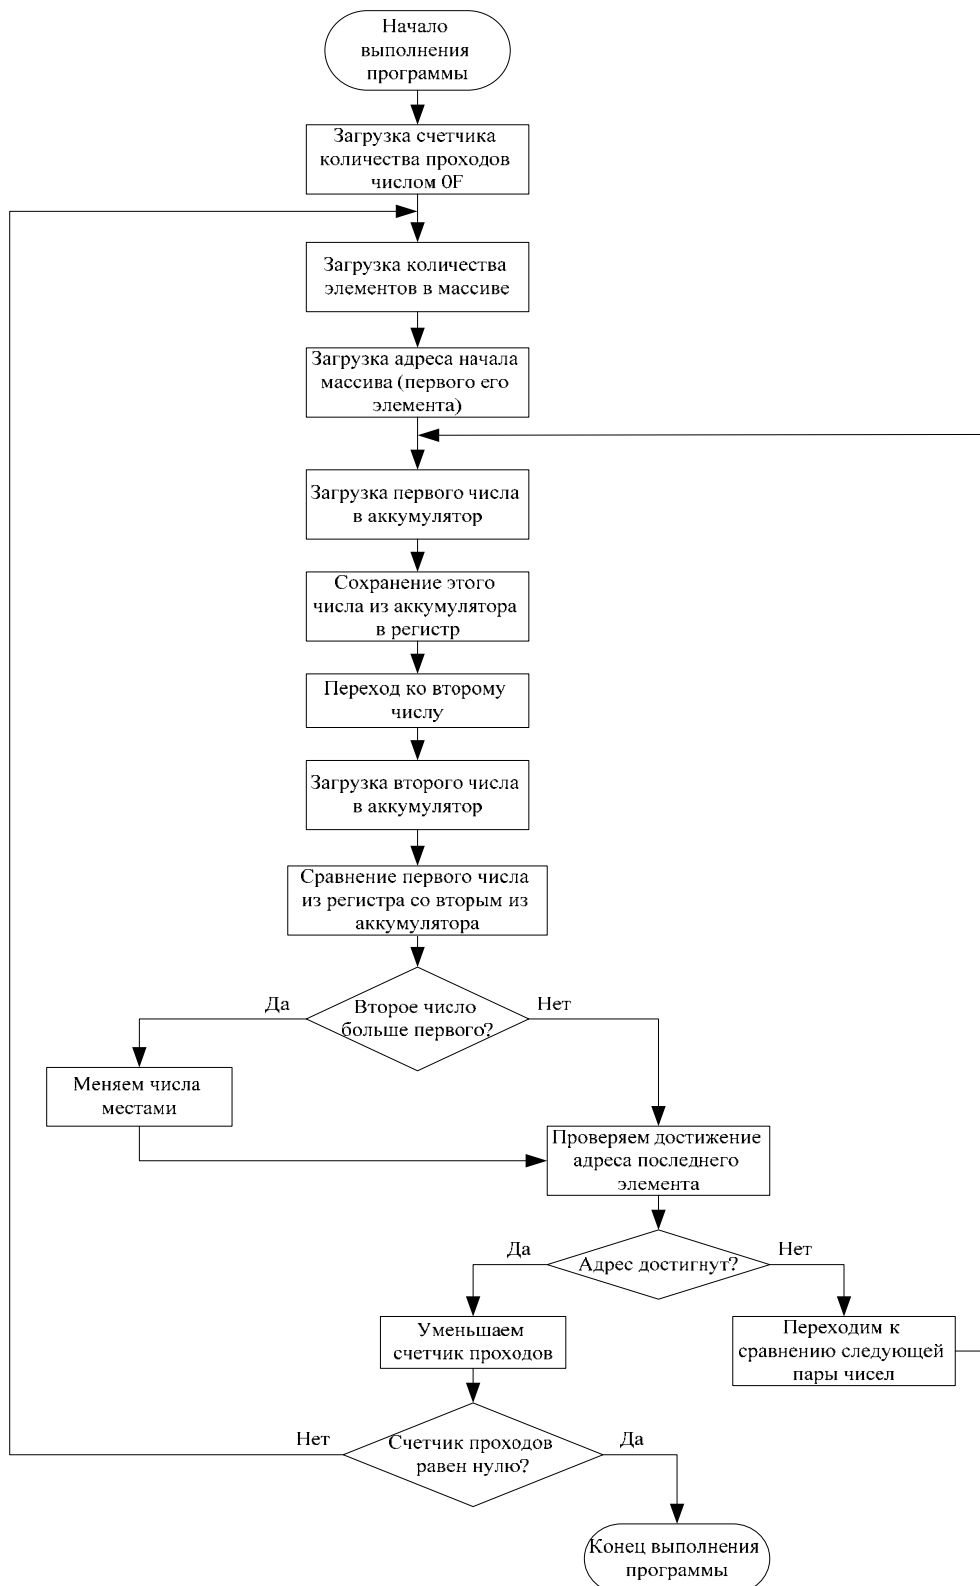 Начало
выполнения
программы
Загрузка счетчика
количества проходов
числом 0F
Загрузка количества
элементов в массиве
Загрузка адреса начала
массива (первого его
элемента)
Загрузка первого числа
в аккумулятор
Сохранение этого
числа из аккумулятора
в регистр
Переход ко второму
числу
Загрузка второго числа
в аккумулятор
Сравнение первого числа
из регистра со вторым из
аккумулятора
Да
Второе число
больше первого?
Нет
Меняем числа
местами
Проверяем достижение
адреса последнего
элемента
Да
Адрес достигнут?
Нет
Уменьшаем
счетчик проходов
Переходим к
сравнению следующей
пары чисел
Нет
Счетчик проходов
равен нулю?
Да
Конец выполнения
программы